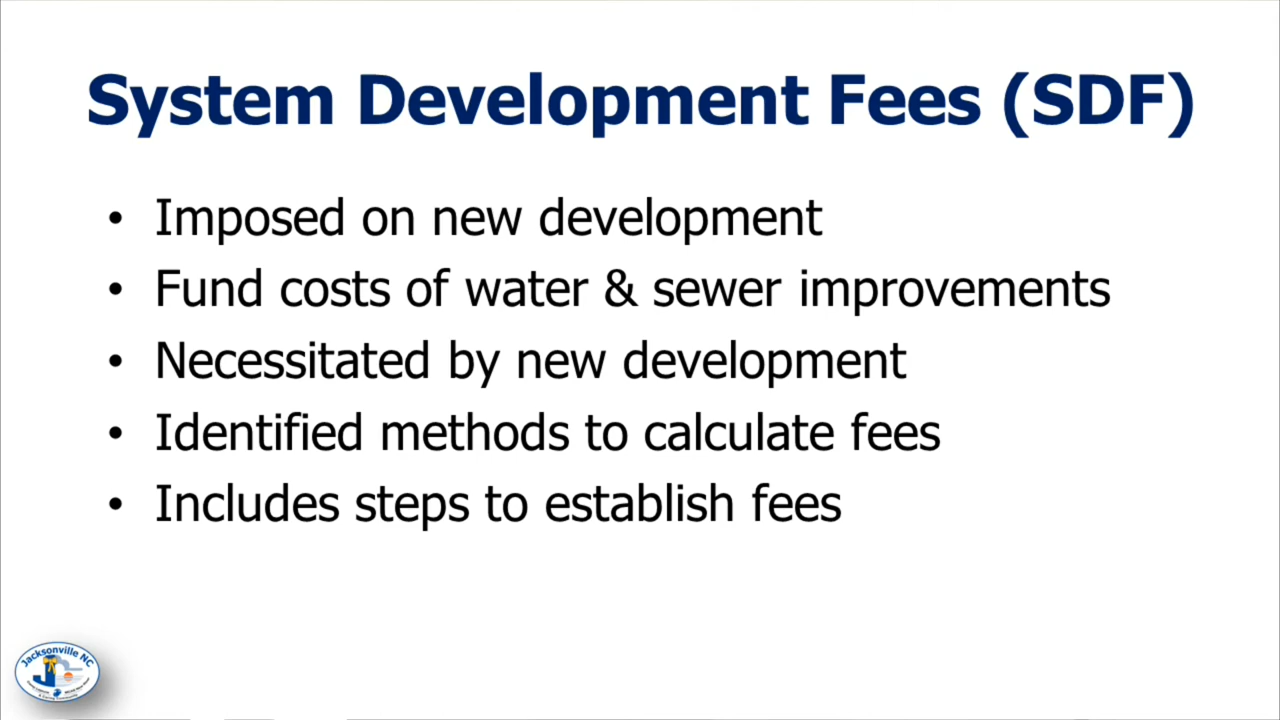 System Development Fees (SDF)
• Imposed on new development
• Fund costs of water & sewer improvements
• Necessitated by new development
• Identified methods to calculate fees
• Includes steps to establish fees
Jacksonville NC